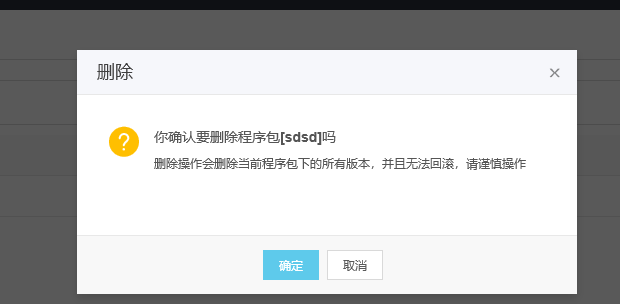 删除
你确认要删除程序包[sdsd]吗
删除操作会删除当前程序包下的所有版本，并且无法回滚，请谨慎操作
确定
取消